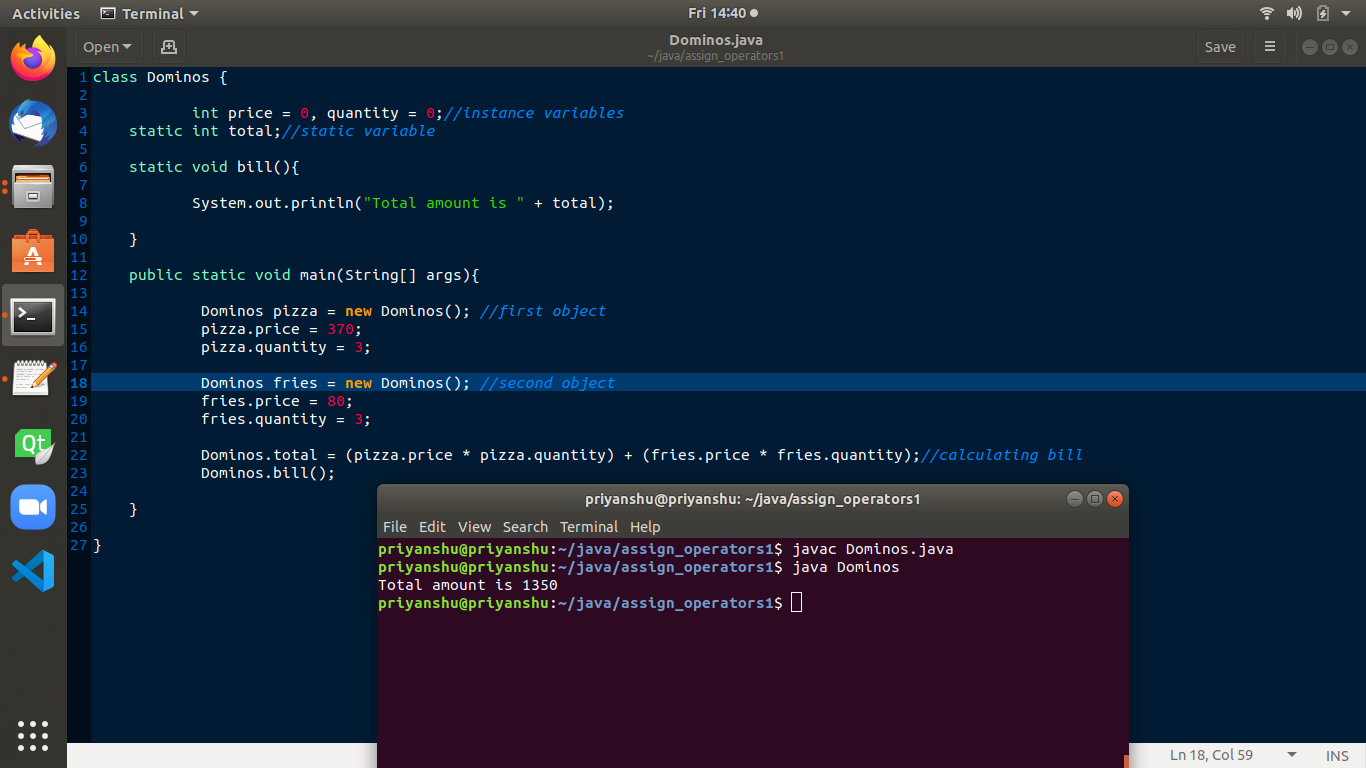 Activities Terminal Fri 14:40
Open Dominos.java Save
~/java/assign_operators1
1 class Dominos {
2
3 int price = 0, quantity = 0;//instance variables
4 static int total;//static variable
5
6 static void bill(){
7
8 System.out.println("Total amount is " + total);
9
10 }
11
12 public static void main(String[] args){
13
14 Dominos pizza = new Dominos(); //first object
15 pizza.price = 370;
16 pizza.quantity = 3;
17
18 Dominos fries = new Dominos(); //second object
19 fries.price = 80;
20 fries.quantity = 3;
21
22 Dominos.total = (pizza.price * pizza.quantity) + (fries.price * fries.quantity);//calculating bill
23 Dominos.bill();
24
25 }
26
27 }
Qt
priyanshu@priyanshu: ~/java/assign_operators1
File Edit View Search Terminal Help
priyanshu@priyanshu:~/java/assign_operators1$ javac Dominos.java
priyanshu@priyanshu:~/java/assign_operators1$ java Dominos
Total amount is 1350
priyanshu@priyanshu:~/java/assign_operators1$
Ln 18, Col 59 INS